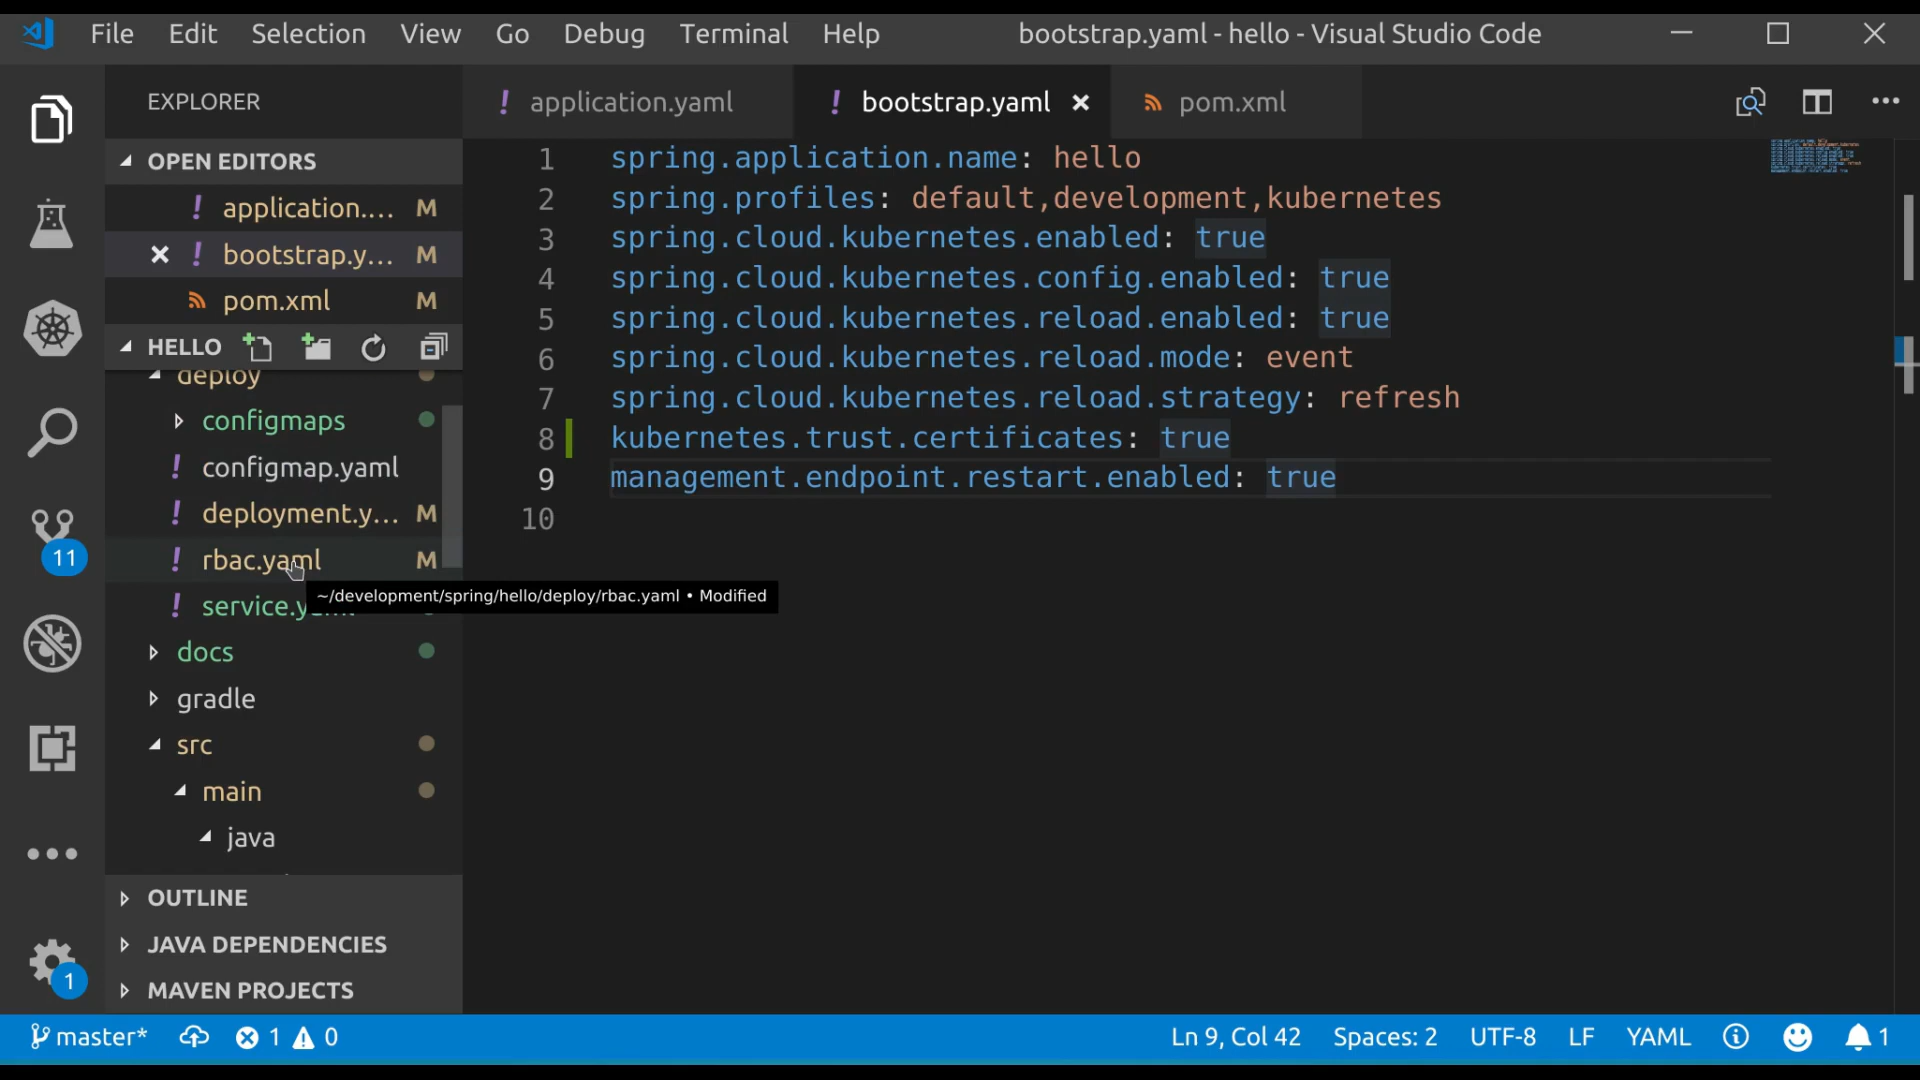 File Edit Selection View Go Debug Terminal Help bootstrap.yaml - hello - Visual Studio Code
EXPLORER
! application.yaml ! bootstrap.yaml pom.xml
OPEN EDITORS
! application.... M
! bootstrap.y... M
pom.xml M
HELLO
deploy
configmaps
! configmap.yaml
! deployment.y... M
! rbac.yaml M
~/development/spring/hello/deploy/rbac.yaml • Modified
! service.yaml
docs
gradle
src
main
java
OUTLINE
JAVA DEPENDENCIES
MAVEN PROJECTS
11
1
1 spring.application.name: hello
2 spring.profiles: default,development,kubernetes
3 spring.cloud.kubernetes.enabled: true
4 spring.cloud.kubernetes.config.enabled: true
5 spring.cloud.kubernetes.reload.enabled: true
6 spring.cloud.kubernetes.reload.mode: event
7 spring.cloud.kubernetes.reload.strategy: refresh
8 kubernetes.trust.certificates: true
9 management.endpoint.restart.enabled: true
10
master* 1 0 Ln 9, Col 42 Spaces: 2 UTF-8 LF YAML 1